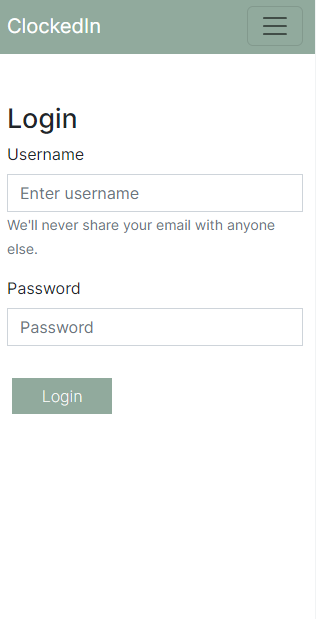 ClockedIn
Login
Username
Enter username
We'll never share your email with anyone
else.
Password
Password
Login